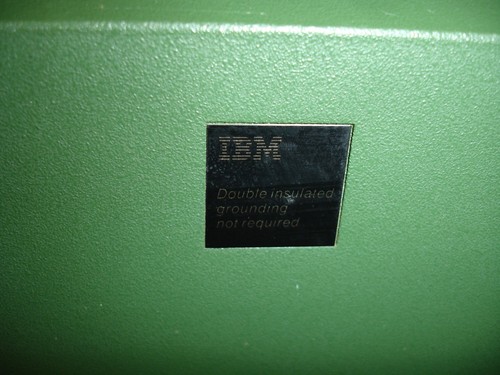 IBM
Double insulated
grounding
not required